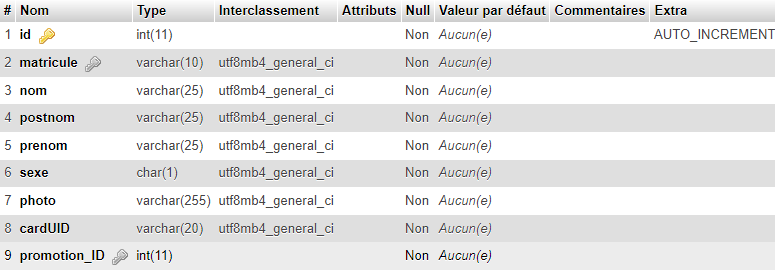 # Nom Type Interclassement Attributs Null Valeur par défaut Commentaires Extra
1 id int(11) Non Aucun(e) AUTO_INCREMENT
2 matricule varchar(10) utf8mb4_general_ci Non Aucun(e)
3 nom varchar(25) utf8mb4_general_ci Non Aucun(e)
4 postnom varchar(25) utf8mb4_general_ci Non Aucun(e)
5 prenom varchar(25) utf8mb4_general_ci Non Aucun(e)
6 sexe char(1) utf8mb4_general_ci Non Aucun(e)
7 photo varchar(255) utf8mb4_general_ci Non Aucun(e)
8 cardUID varchar(20) utf8mb4_general_ci Non Aucun(e)
9 promotion_ID int(11) Non Aucun(e)